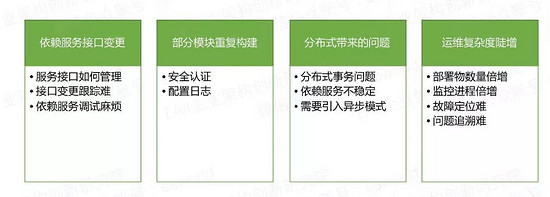 依赖服务接口变更
• 服务接口如何管理
• 接口变更跟踪难
• 依赖服务调试麻烦
部分模块重复构建
• 安全认证
• 配置日志
分布式带来的问题
• 分布式事务问题
• 依赖服务不稳定
• 需要引入异步模式
运维复杂度陡增
• 部署物数量倍增
• 监控进程倍增
• 故障定位难
• 问题追溯难